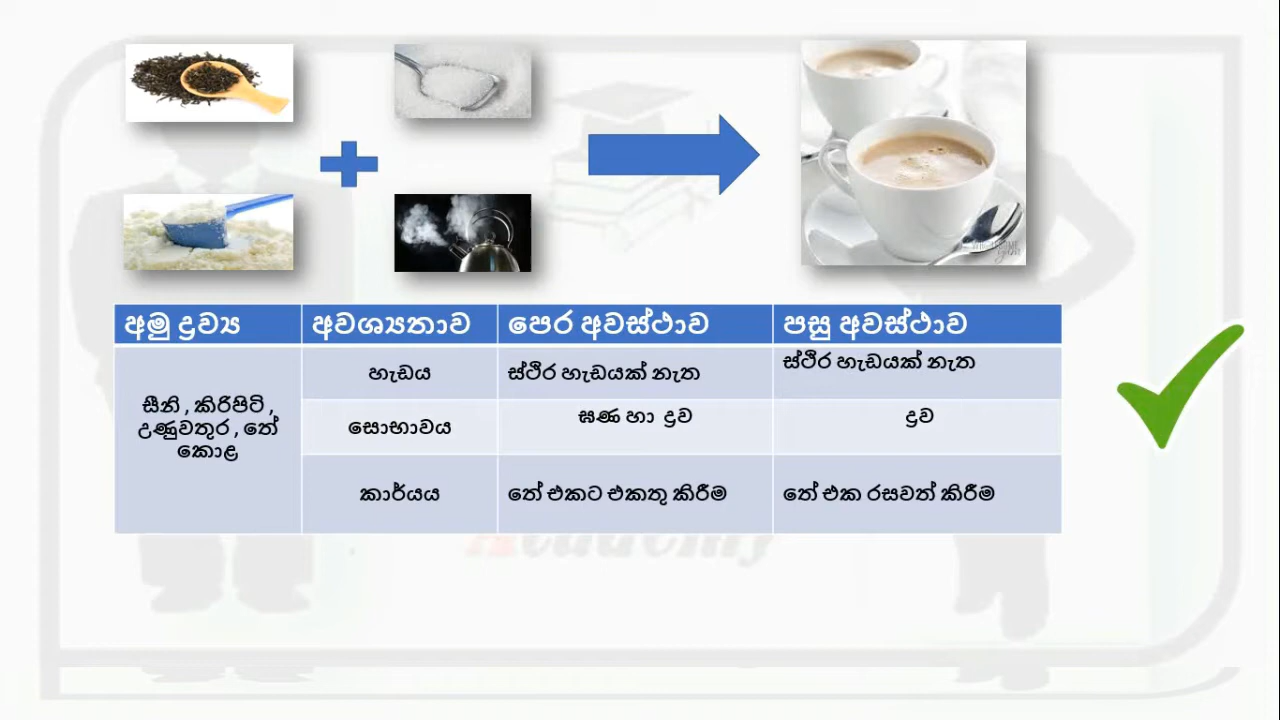 අමු ද්‍රව්‍ය අවශ්‍යතාව පෙර අවස්ථාව පසු අවස්ථාව
සීනි , කිරිපිටි ,
උණුවතුර , තේ
කොළ
හැඩය ස්ථිර හැඩයක් නැත ස්ථිර හැඩයක් නැත
සොභාවය ඝණ හා ද්‍රව ද්‍රව
කාර්යය තේ එකට එකතු කිරීම තේ එක රසවත් කිරීම
Academy